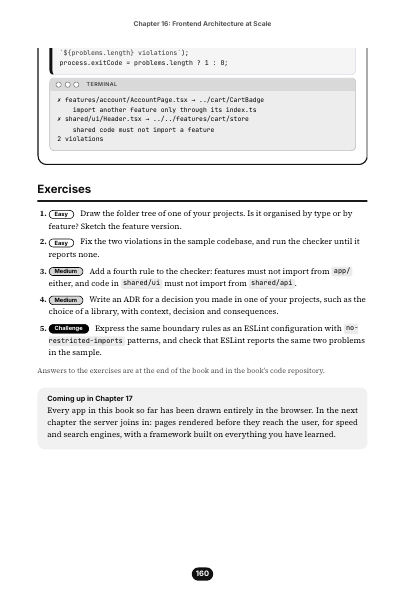 Chapter 16: Frontend Architecture at Scale
`${problems.length} violations`);
process.exitCode = problems.length ? 1 : 0;
TERMINAL
✗ features/account/AccountPage.tsx → ../cart/CartBadge
import another feature only through its index.ts
✗ shared/ui/Header.tsx → ../../features/cart/store
shared code must not import a feature
2 violations
Exercises
1. Easy Draw the folder tree of one of your projects. Is it organised by type or by
feature? Sketch the feature version.
2. Easy Fix the two violations in the sample codebase, and run the checker until it
reports none.
3. Medium Add a fourth rule to the checker: features must not import from app/
either, and code in shared/ui must not import from shared/api.
4. Medium Write an ADR for a decision you made in one of your projects, such as the
choice of a library, with context, decision and consequences.
5. Challenge Express the same boundary rules as an ESLint configuration with no-
restricted-imports patterns, and check that ESLint reports the same two problems
in the sample.
Answers to the exercises are at the end of the book and in the book's code repository.
Coming up in Chapter 17
Every app in this book so far has been drawn entirely in the browser. In the next
chapter the server joins in: pages rendered before they reach the user, for speed
and search engines, with a framework built on everything you have learned.
160